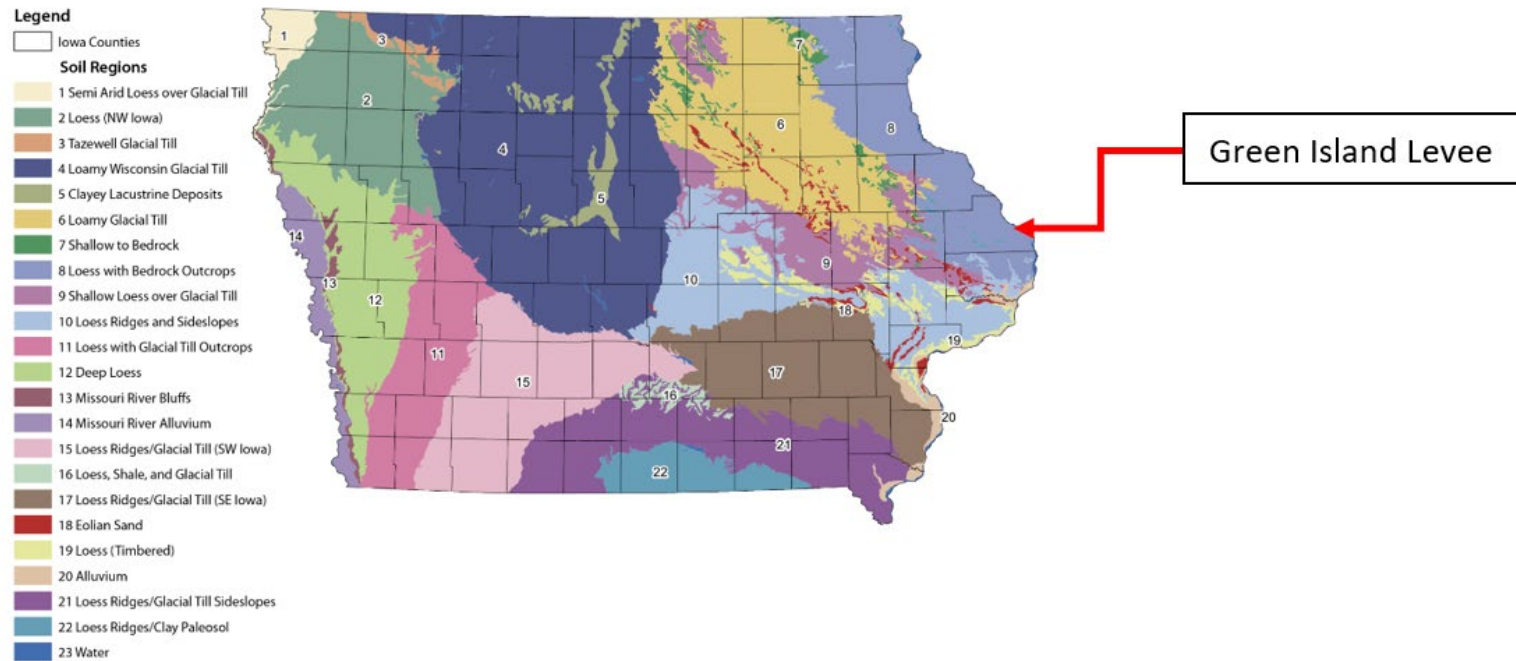 Legend
Iowa Counties
Soil Regions
1 Semi Arid Loess over Glacial Till
2 Loess (NW Iowa)
3 Tazewell Glacial Till
4 Loamy Wisconsin Glacial Till
5 Clayey Lacustrine Deposits
6 Loamy Glacial Till
7 Shallow to Bedrock
8 Loess with Bedrock Outcrops
9 Shallow Loess over Glacial Till
10 Loess Ridges and Sideslopes
11 Loess with Glacial Till Outcrops
12 Deep Loess
13 Missouri River Bluffs
14 Missouri River Alluvium
15 Loess Ridges/Glacial Till (SW Iowa)
16 Loess, Shale, and Glacial Till
17 Loess Ridges/Glacial Till (SE Iowa)
18 Eolian Sand
19 Loess (Timbered)
20 Alluvium
21 Loess Ridges/Glacial Till Sideslopes
22 Loess Ridges/Clay Paleosol
23 Water
1
3
7
2
6
8
4
5
14
9
13
12
10
18
19
11
15
17
16
20
21
22
Green Island Levee